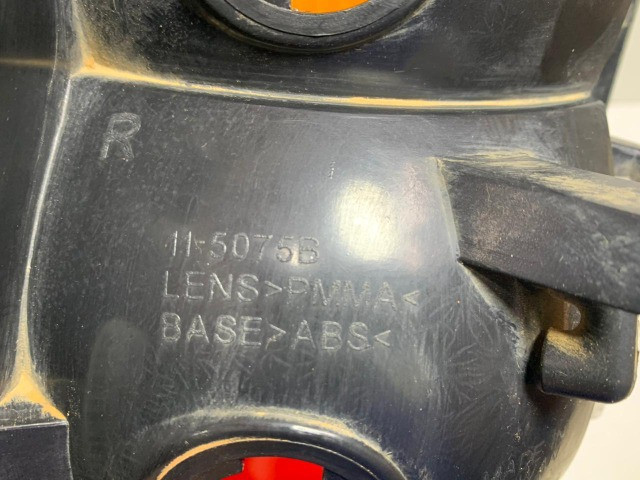 R
11-5075B
LENS>PMMA<
BASE>ABS<